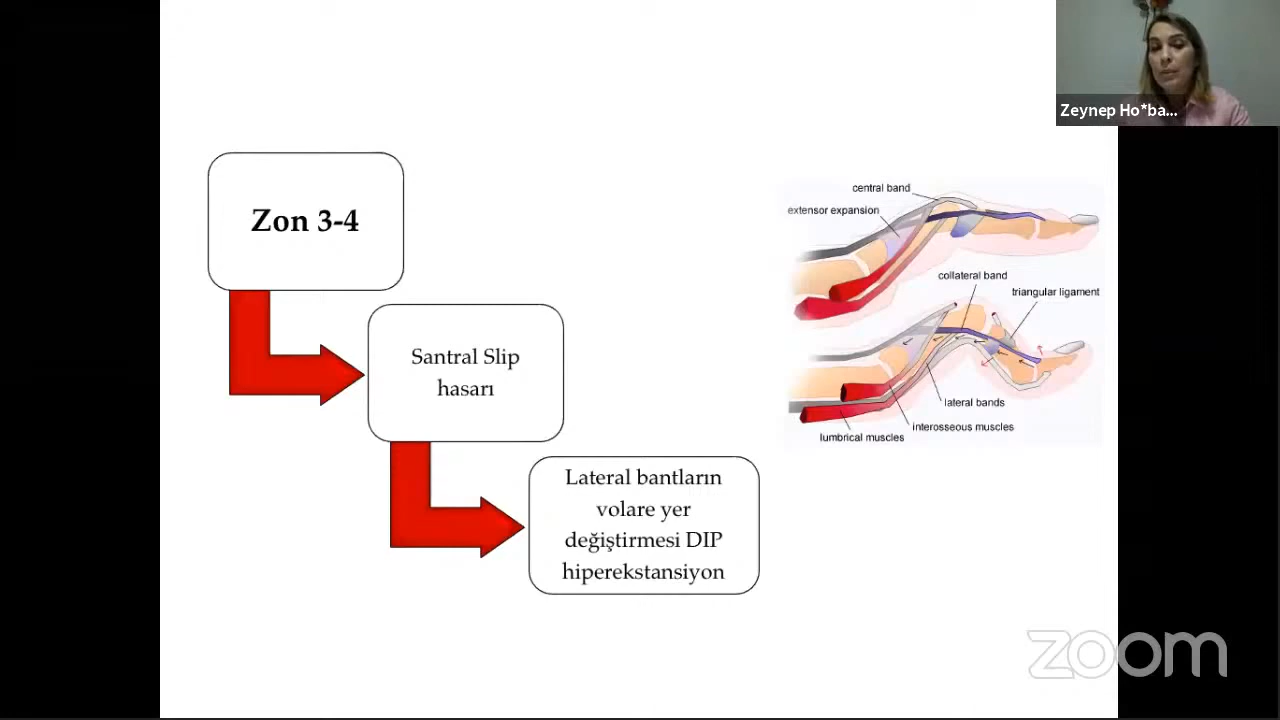 Zeynep Ho*ba...
Zon 3-4
Santral Slip
hasarı
Lateral bantların
volare yer
değiştirmesi DIP
hiperekstansiyon
central band
extensor expansion
collateral band
triangular ligament
lateral bands
interosseous muscles
lumbrical muscles
zoom